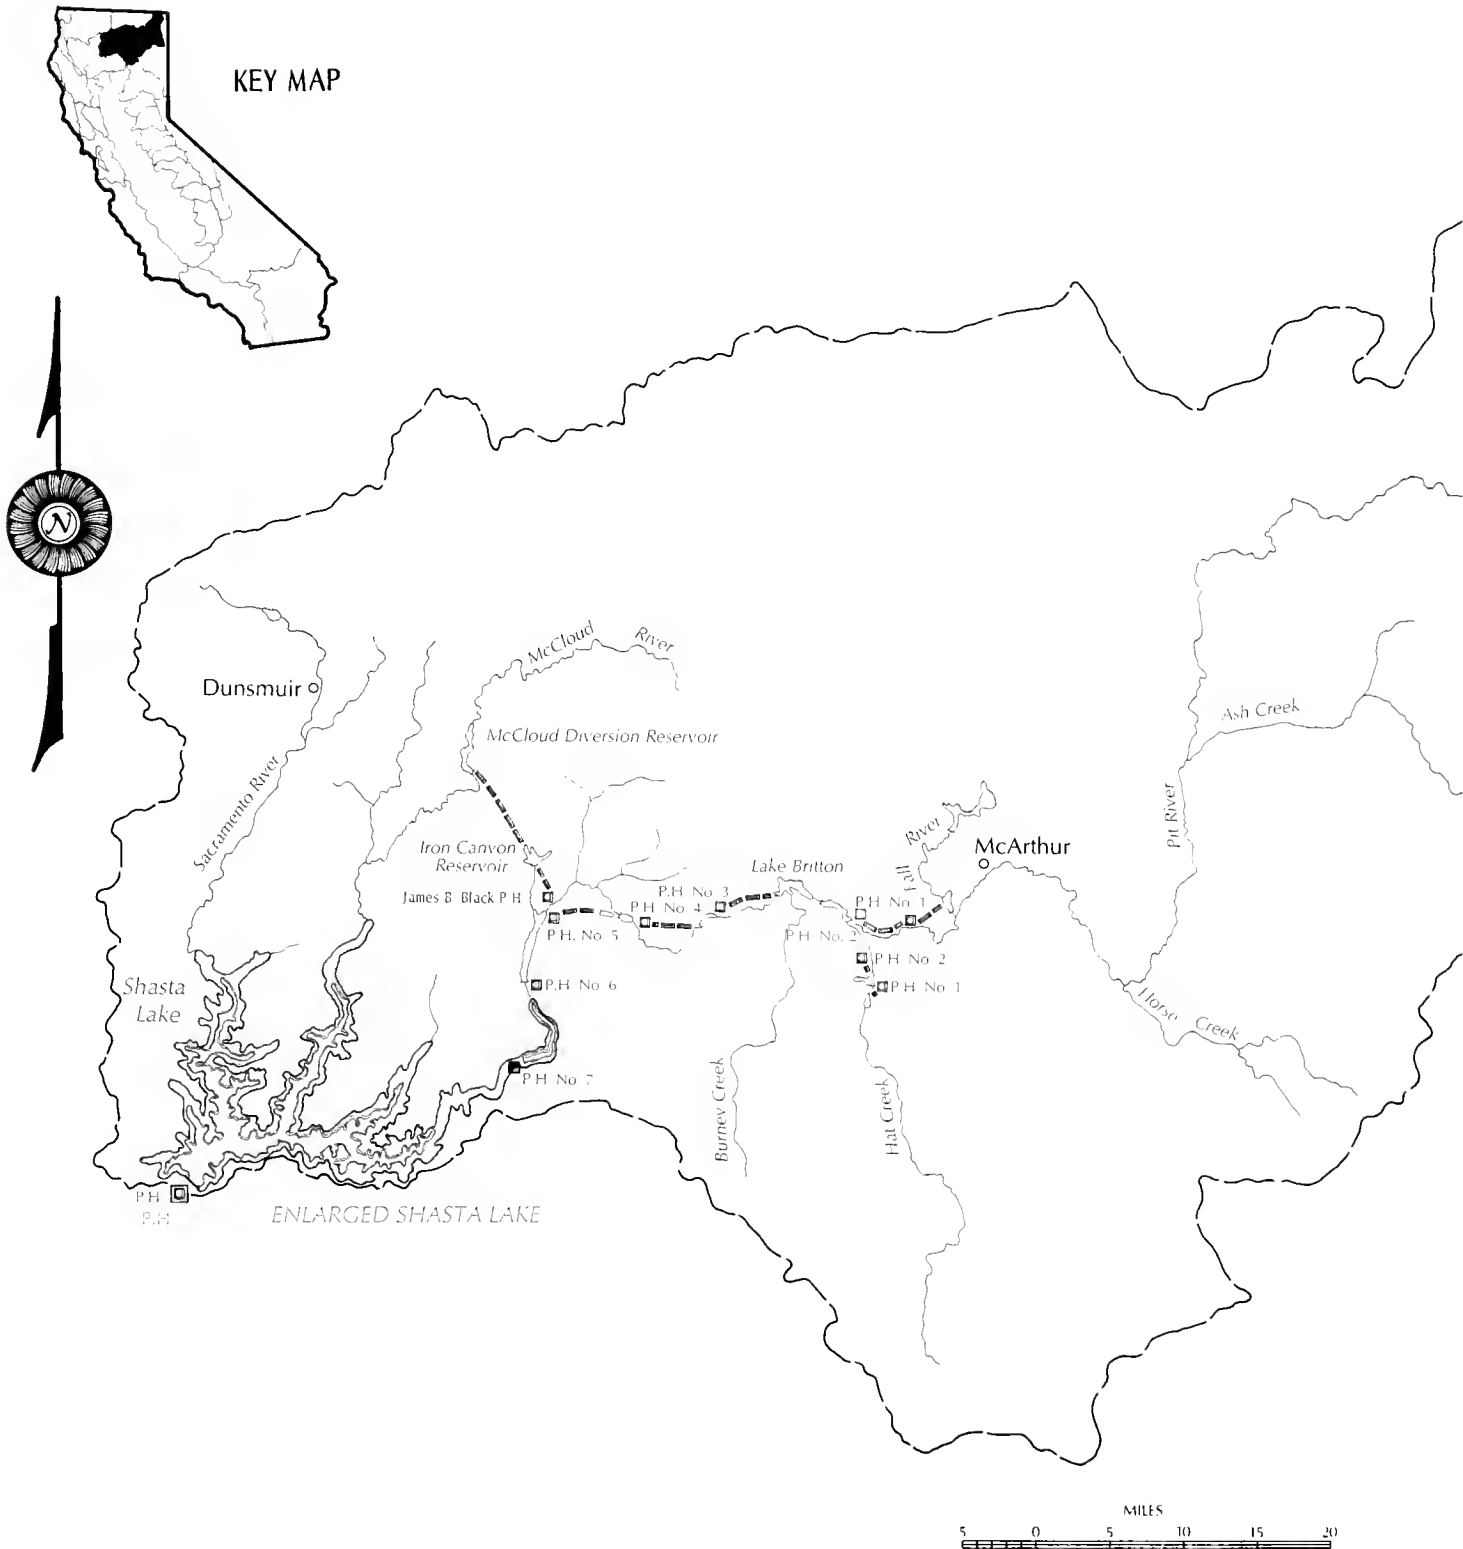 KEY MAP
N
McCloud River
Dunsmuir
Ash Creek
McCloud Diversion Reservoir
Sacramento River
Pit River
Fall River
McArthur
Iron Canyon
Reservoir
Lake Britton
James B Black P H
P.H No 3
P.H No 4
P H No 1
P.H. No 5
P H No. 2
P H No 2
P.H No 6
P H No 1
Shasta
Lake
Horse Creek
P H No 7
Burney Creek
Hat Creek
P H
P.H
ENLARGED SHASTA LAKE
MILES
5 0 5 10 15 20